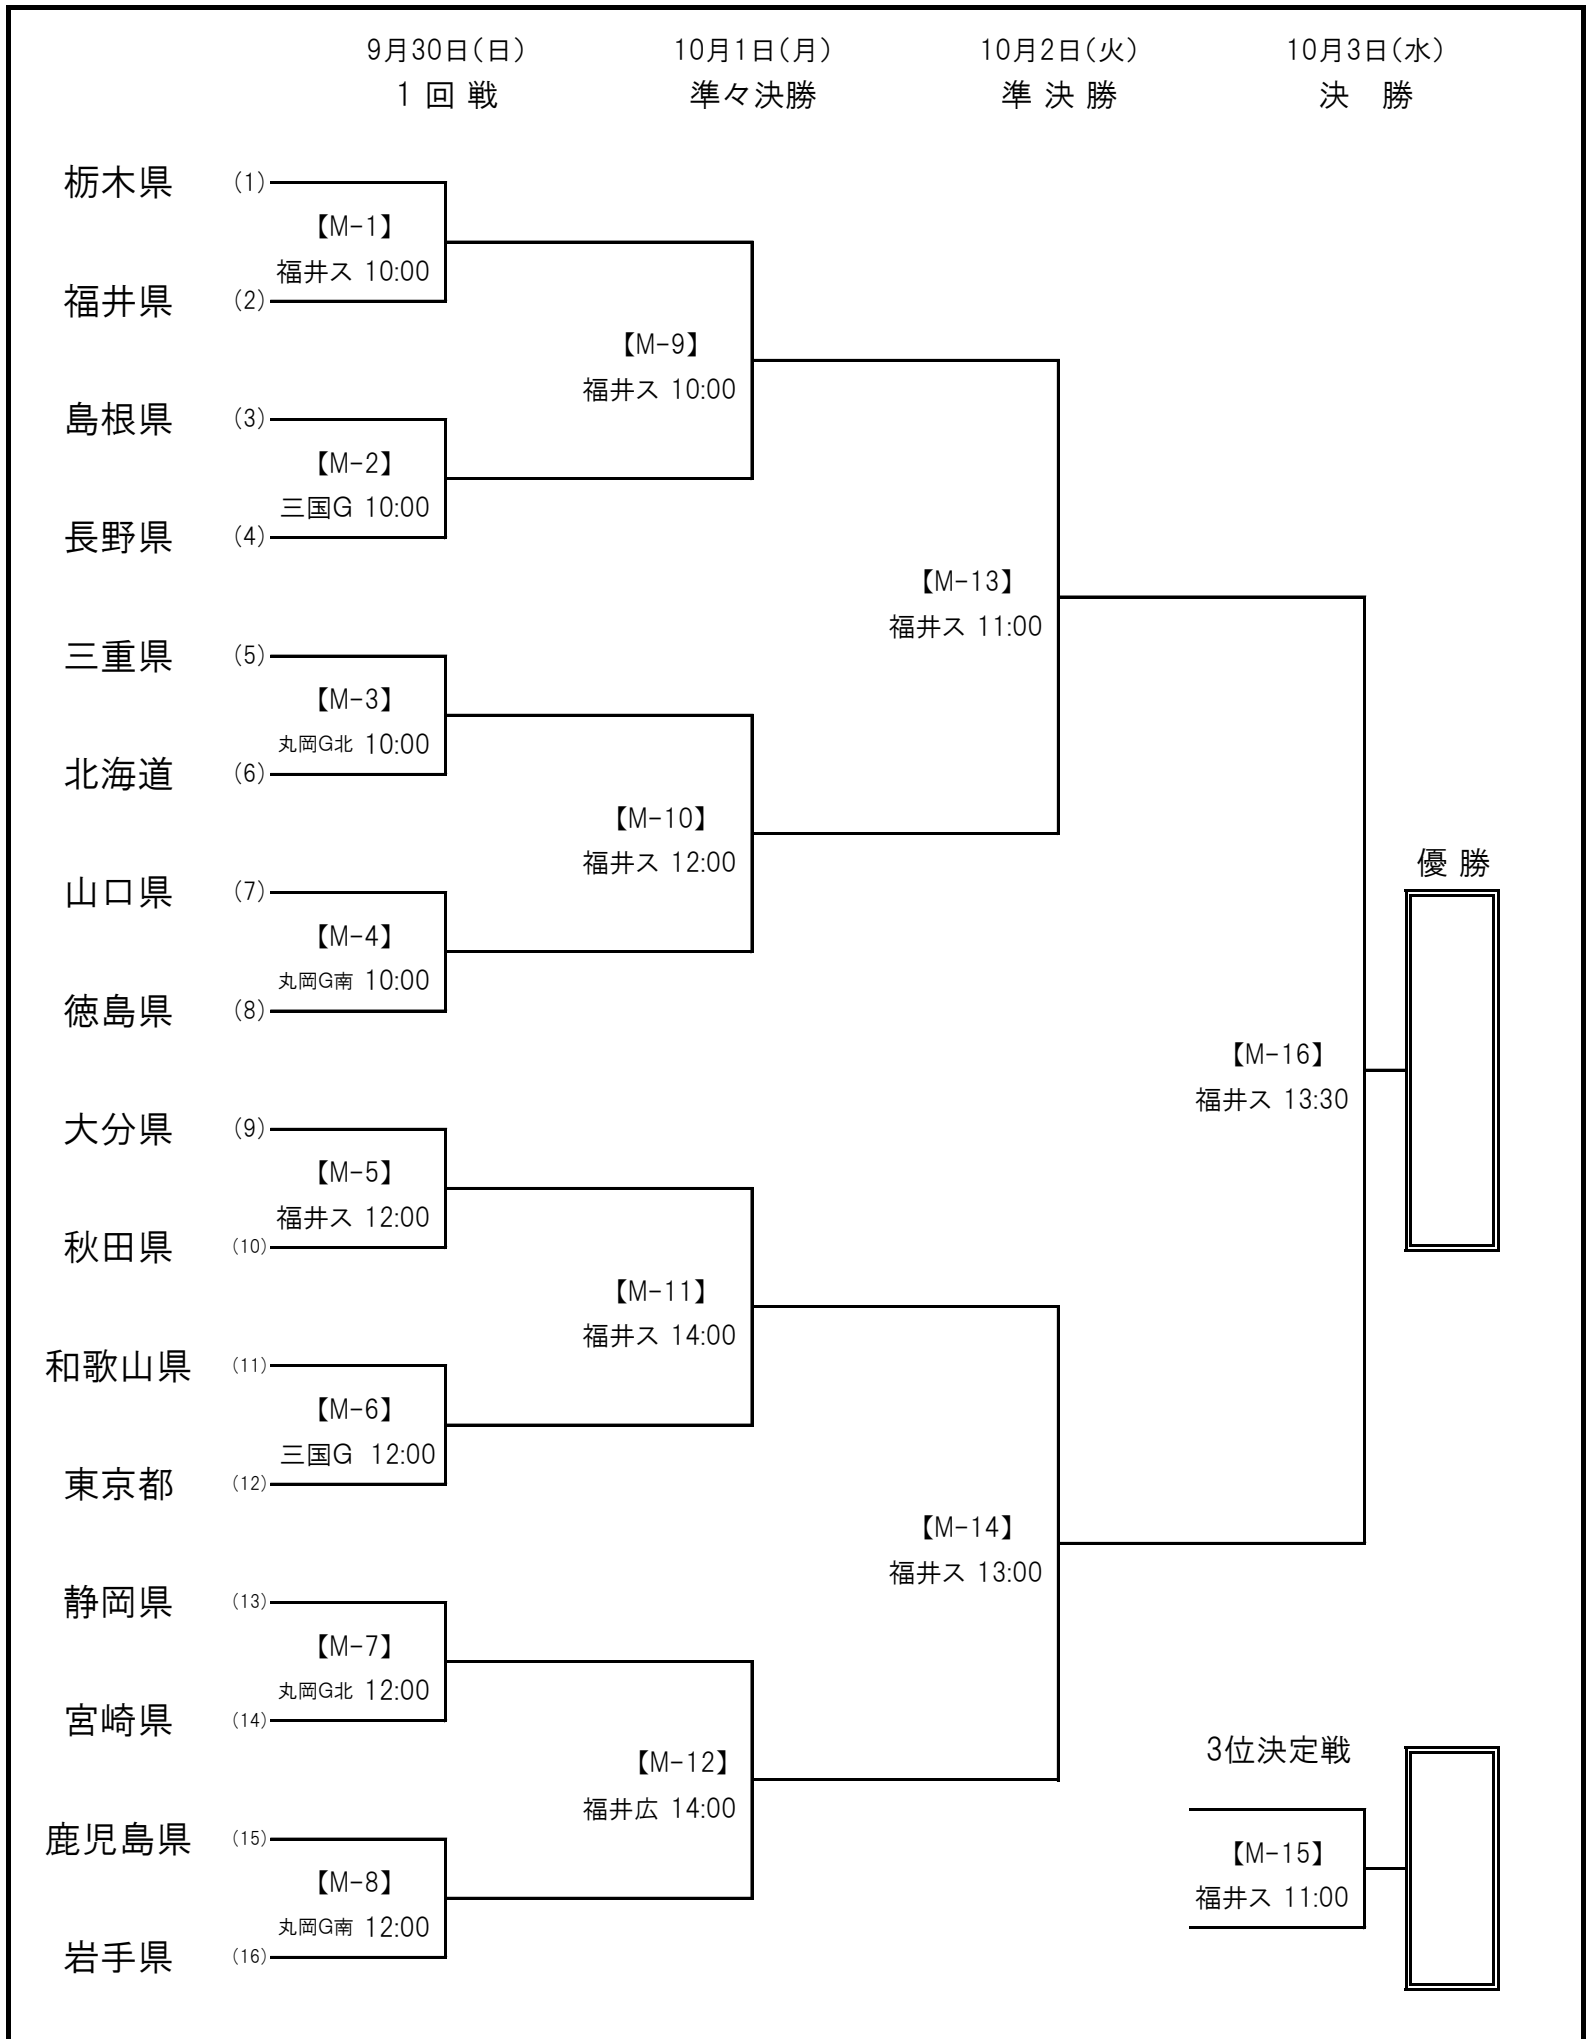 9月30日(日) 10月1日(月) 10月2日(火) 10月3日(水)
1 回 戦 準々決勝 準 決 勝 決 勝
栃木県 (1)
【M-1】
福井ス 10:00
福井県 (2)
【M-9】
福井ス 10:00
島根県 (3)
【M-2】
三国G 10:00
長野県 (4)
【M-13】
福井ス 11:00
三重県 (5)
【M-3】
丸岡G北 10:00
北海道 (6)
【M-10】
福井ス 12:00
優 勝
山口県 (7)
【M-4】
丸岡G南 10:00
徳島県 (8)
【M-16】
福井ス 13:30
大分県 (9)
【M-5】
福井ス 12:00
秋田県 (10)
【M-11】
福井ス 14:00
和歌山県 (11)
【M-6】
三国G 12:00
東京都 (12)
【M-14】
福井ス 13:00
静岡県 (13)
【M-7】
丸岡G北 12:00
宮崎県 (14)
3位決定戦
【M-12】
福井広 14:00
鹿児島県 (15)
【M-15】
福井ス 11:00
【M-8】
丸岡G南 12:00
岩手県 (16)